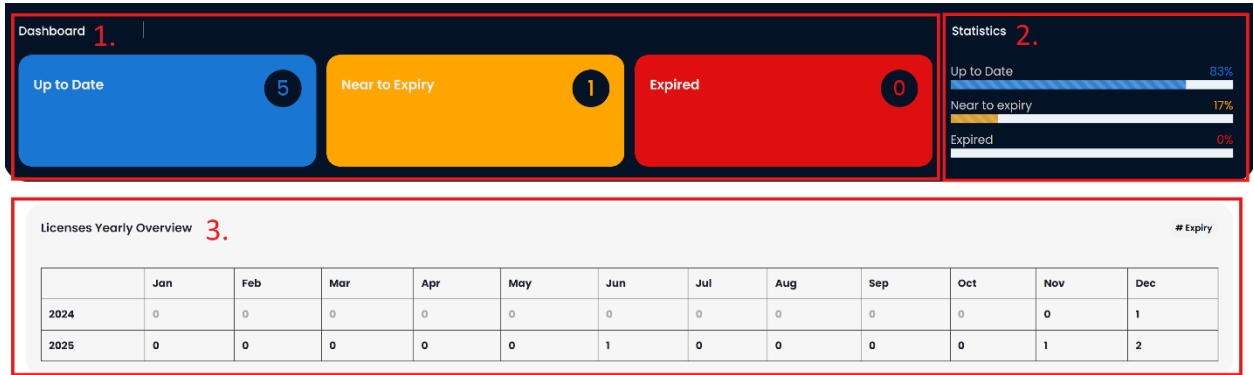 Dashboard 1.
Up to Date 5
Near to Expiry 1
Expired 0
Statistics 2.
Up to Date 83%
Near to expiry 17%
Expired 0%
Licenses Yearly Overview 3.
# Expiry
Jan Feb Mar Apr May Jun Jul Aug Sep Oct Nov Dec
2024 0 0 0 0 0 0 0 0 0 0 0 1
2025 0 0 0 0 0 1 0 0 0 0 1 2